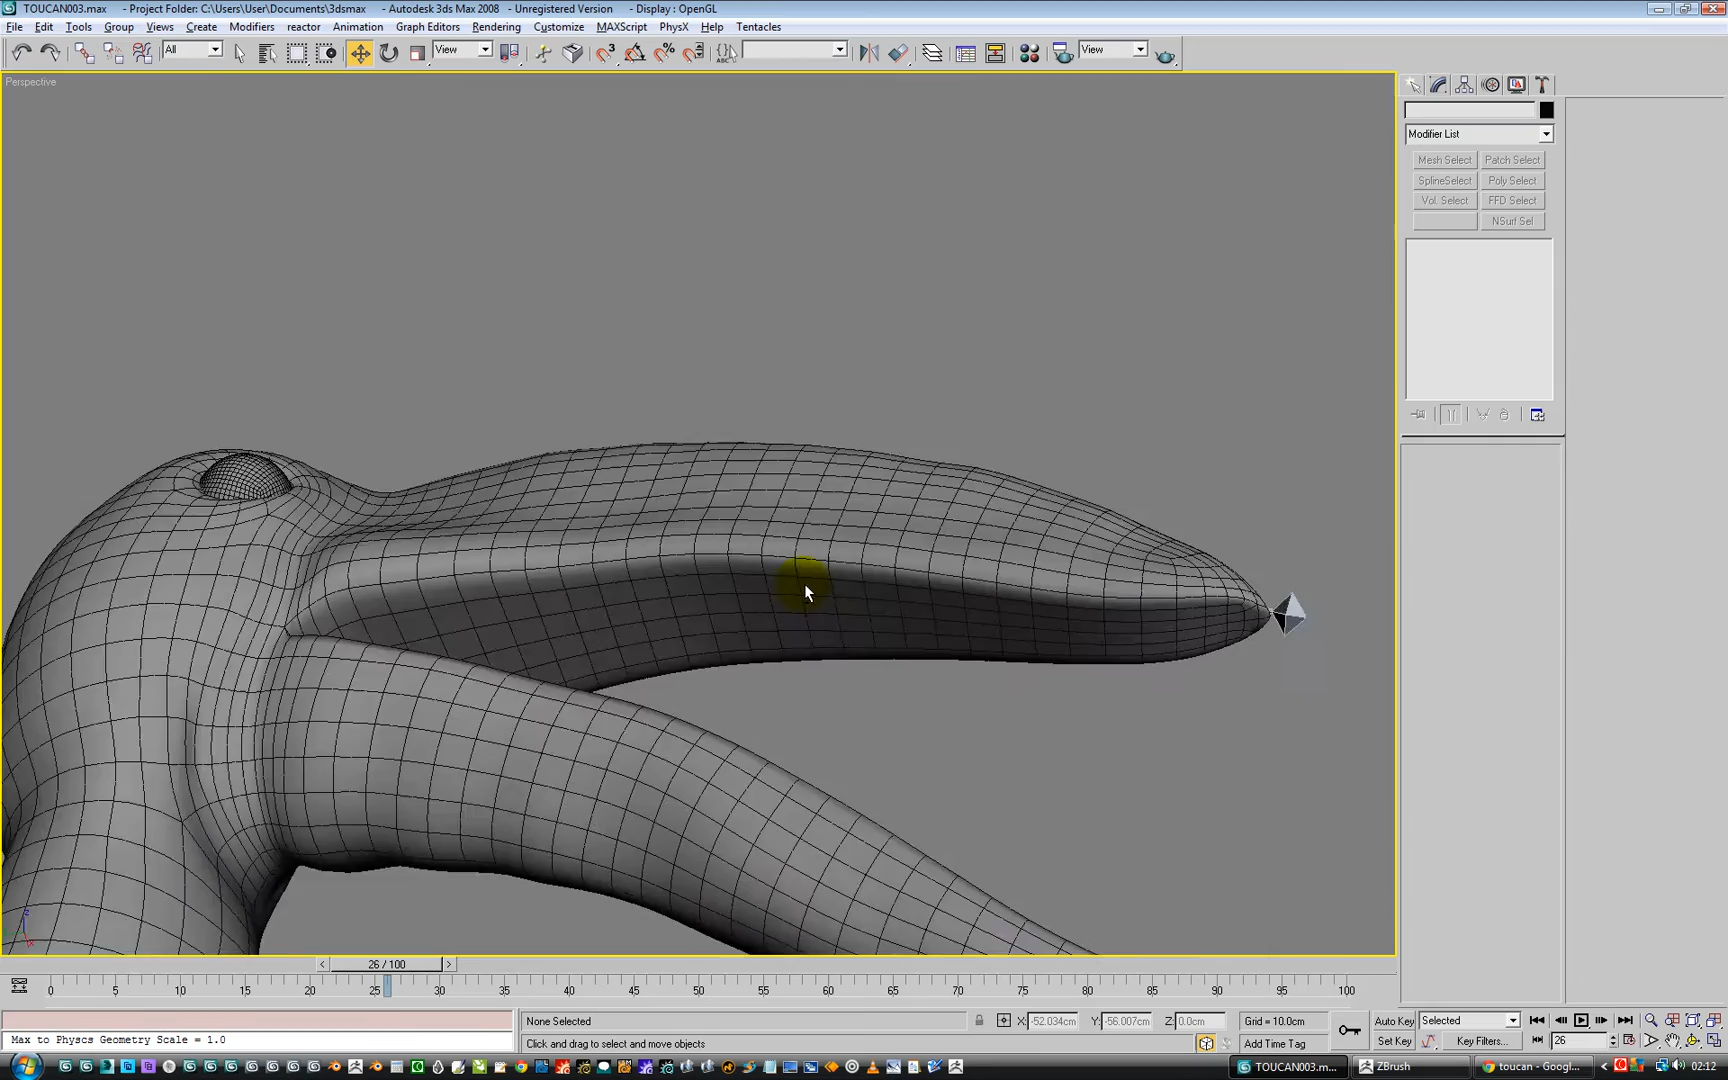 TOUCAN003.max - Project Folder: C:\Users\User\Documents\3dsmax - Autodesk 3ds Max 2008 - Unregistered Version - Display : OpenGL
File Edit Tools Group Views Create Modifiers reactor Animation Graph Editors Rendering Customize MAXScript PhysX Help Tentacles
All View View
Perspective
Modifier List
Mesh Select Patch Select
SplineSelect Poly Select
Vol. Select FFD Select
NSurf Sel
< 26 / 100 >
0 5 10 15 20 25 30 35 40 45 50 55 60 65 70 75 80 85 90 95 100
None Selected X: -52.034cm Y: -56.007cm Z: 0.0cm Grid = 10.0cm Auto Key Selected
Max to Physcs Geometry Scale = 1.0 Click and drag to select and move objects Add Time Tag Set Key Key Filters... 26
TOUCAN003.m... ZBrush toucan - Googl... 02:12